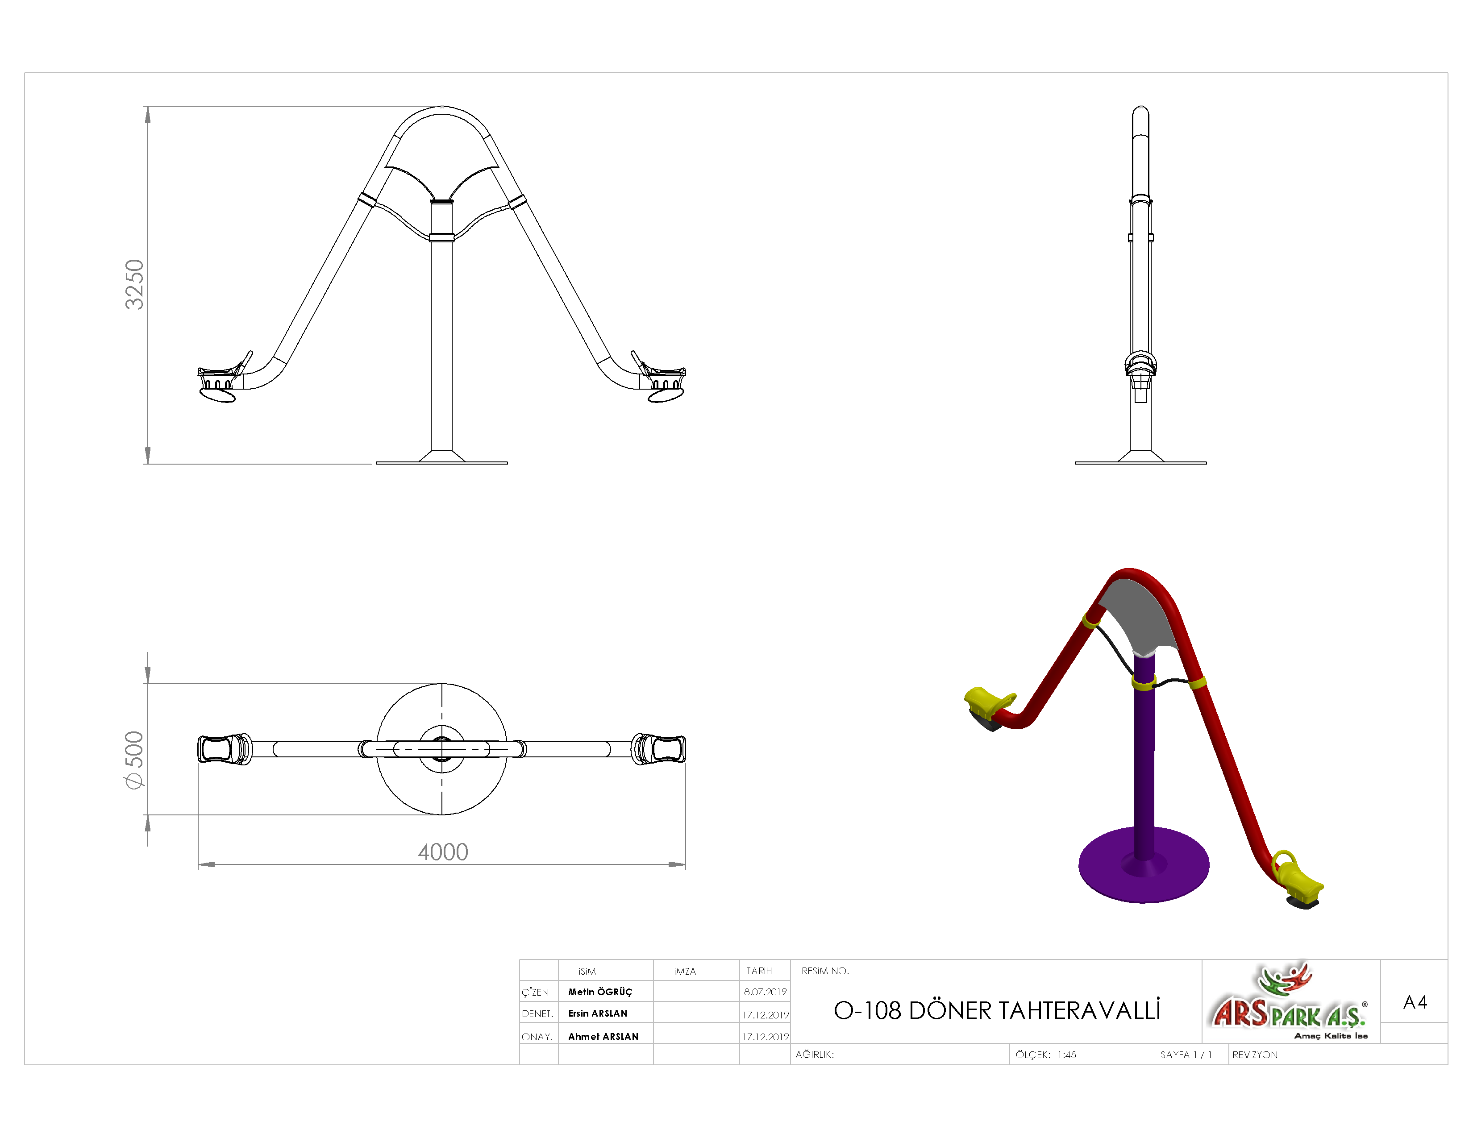 3250
Ø500
4000
İSİM
İMZA
TARİH
RESİM NO.
ÇİZEN.
Metin ÖGRÜÇ
8.07.2019
O-108 DÖNER TAHTERAVALLİ
ARSPARK A.Ş.®
Amaç Kalite İse
A4
DENET.
Ersin ARSLAN
17.12.2019
ONAY.
Ahmet ARSLAN
17.12.2019
AĞIRLIK:
ÖLÇEK: 1:45
SAYFA 1 / 1
REVİZYON